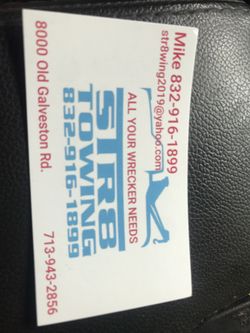 Mike 832-916-1899
str8wing2019@yahoo.com
ALL YOUR WRECKER NEEDS
STR8
TOWING
832-916-1899
8000 Old Galveston Rd.
713-943-2856